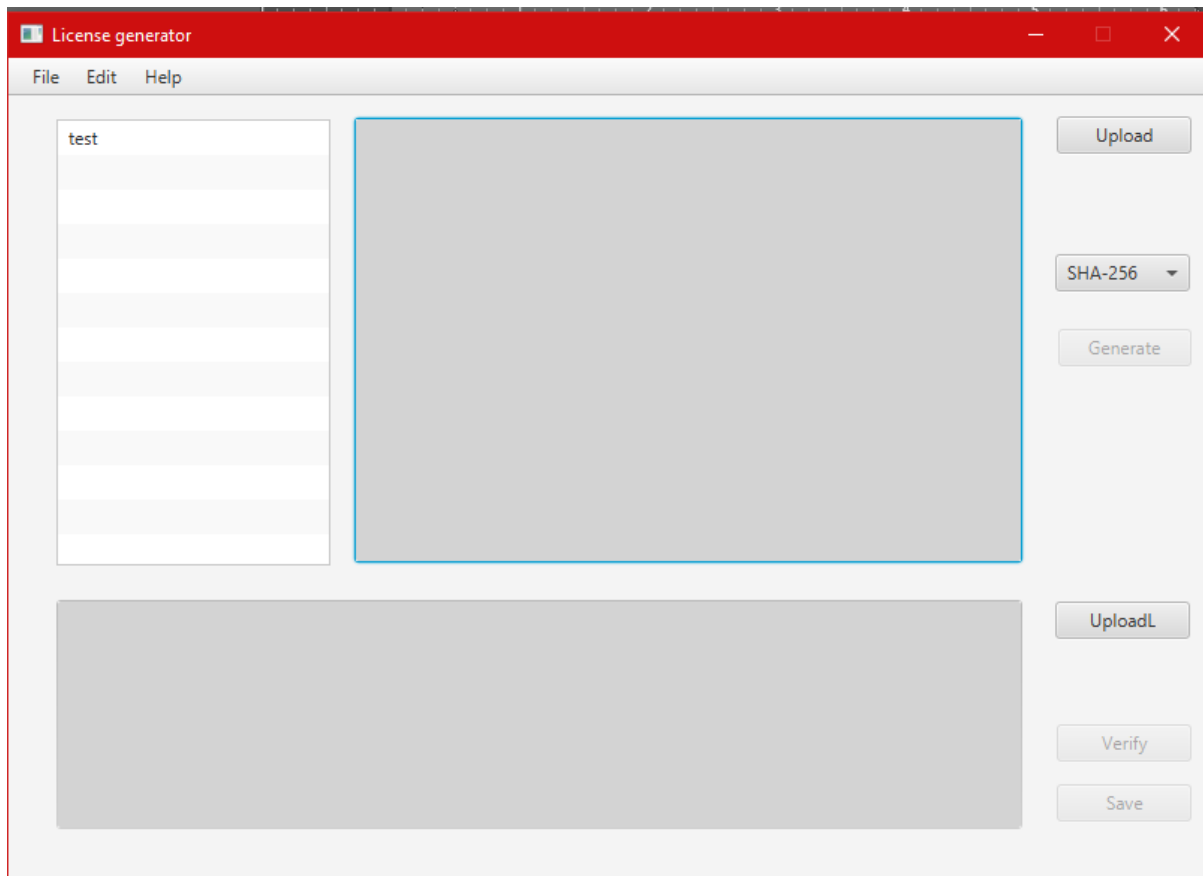 License generator
File Edit Help
test
Upload
SHA-256
Generate
UploadL
Verify
Save